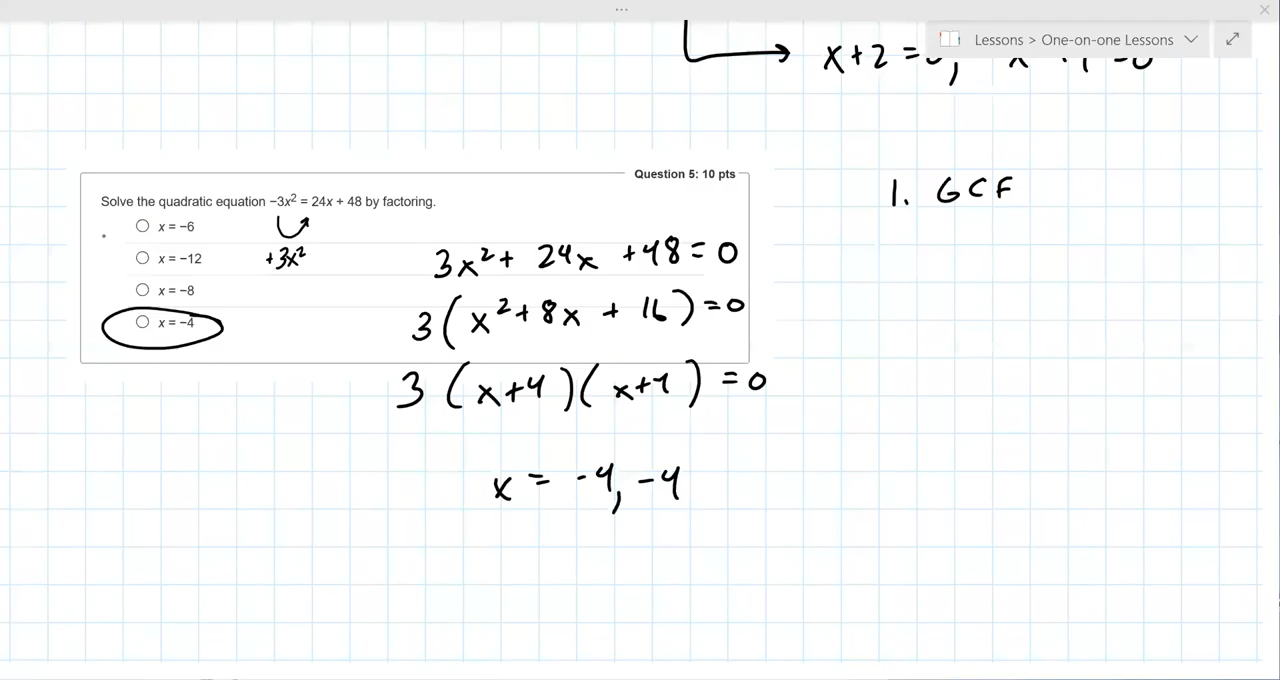 Lessons > One-on-one Lessons
x+2=0,
Question 5: 10 pts
Solve the quadratic equation −3x² = 24x + 48 by factoring.
x = −6
x = −12
x = −8
x = −4
+3x²
3x²+ 24x +48=0
3(x²+8x + 16)=0
3 (x+4)(x+4) =0
x = -4, -4
1. GCF